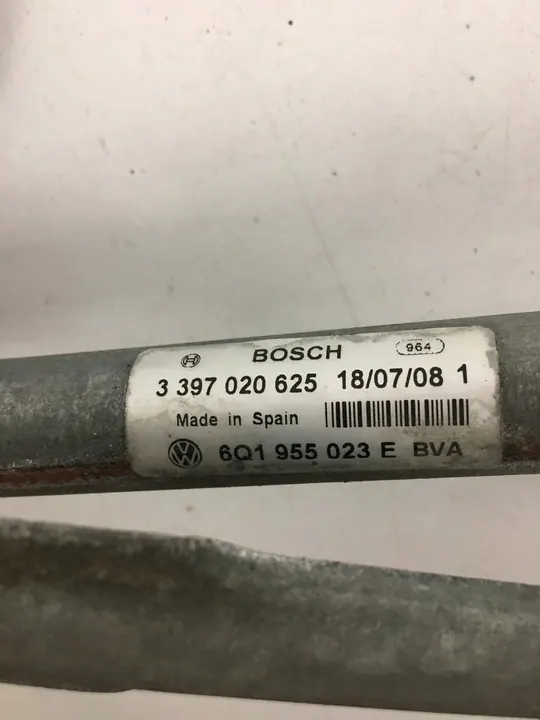 BOSCH 964
3 397 020 625 18/07/08 1
Made in Spain
6Q1 955 023 E BVA